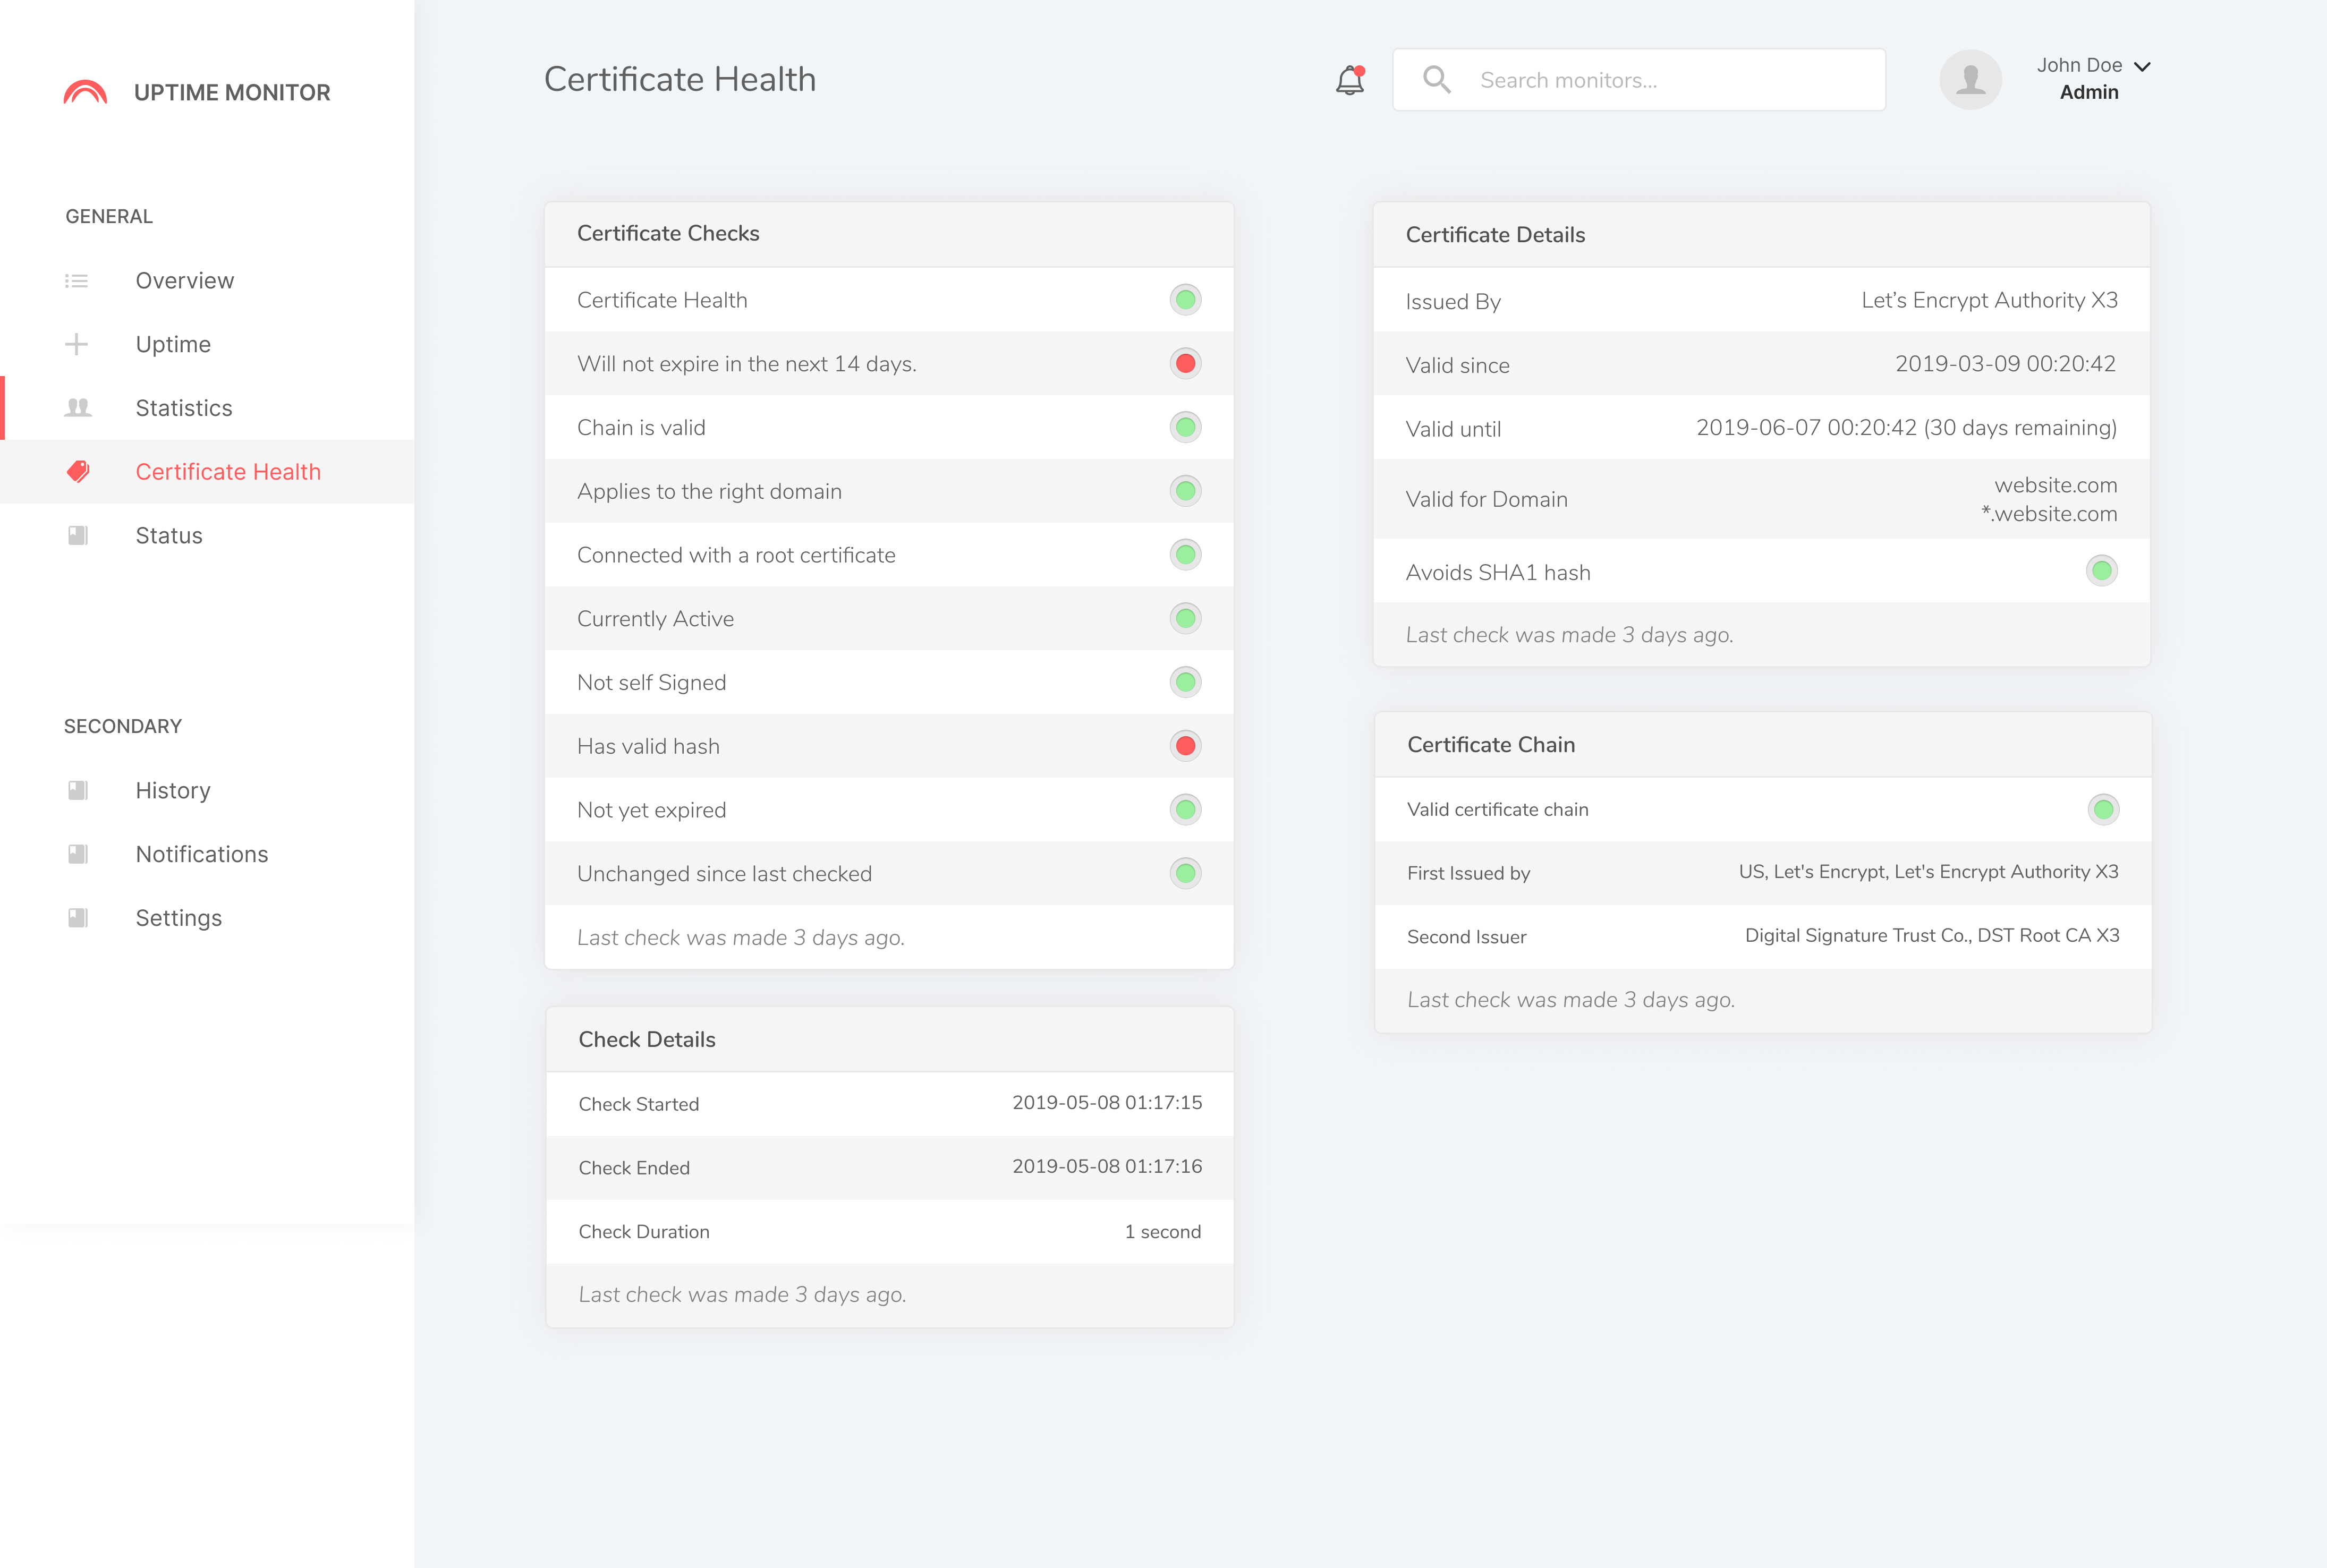 UPTIME MONITOR
GENERAL
Overview
Uptime
Statistics
Certificate Health
Status
SECONDARY
History
Notifications
Settings
Certificate Health
Search monitors...
John Doe
Admin
Certificate Checks
Certificate Health
Will not expire in the next 14 days.
Chain is valid
Applies to the right domain
Connected with a root certificate
Currently Active
Not self Signed
Has valid hash
Not yet expired
Unchanged since last checked
Last check was made 3 days ago.
Check Details
Check Started 2019-05-08 01:17:15
Check Ended 2019-05-08 01:17:16
Check Duration 1 second
Last check was made 3 days ago.
Certificate Details
Issued By Let’s Encrypt Authority X3
Valid since 2019-03-09 00:20:42
Valid until 2019-06-07 00:20:42 (30 days remaining)
Valid for Domain website.com
*.website.com
Avoids SHA1 hash
Last check was made 3 days ago.
Certificate Chain
Valid certificate chain
First Issued by US, Let's Encrypt, Let's Encrypt Authority X3
Second Issuer Digital Signature Trust Co., DST Root CA X3
Last check was made 3 days ago.